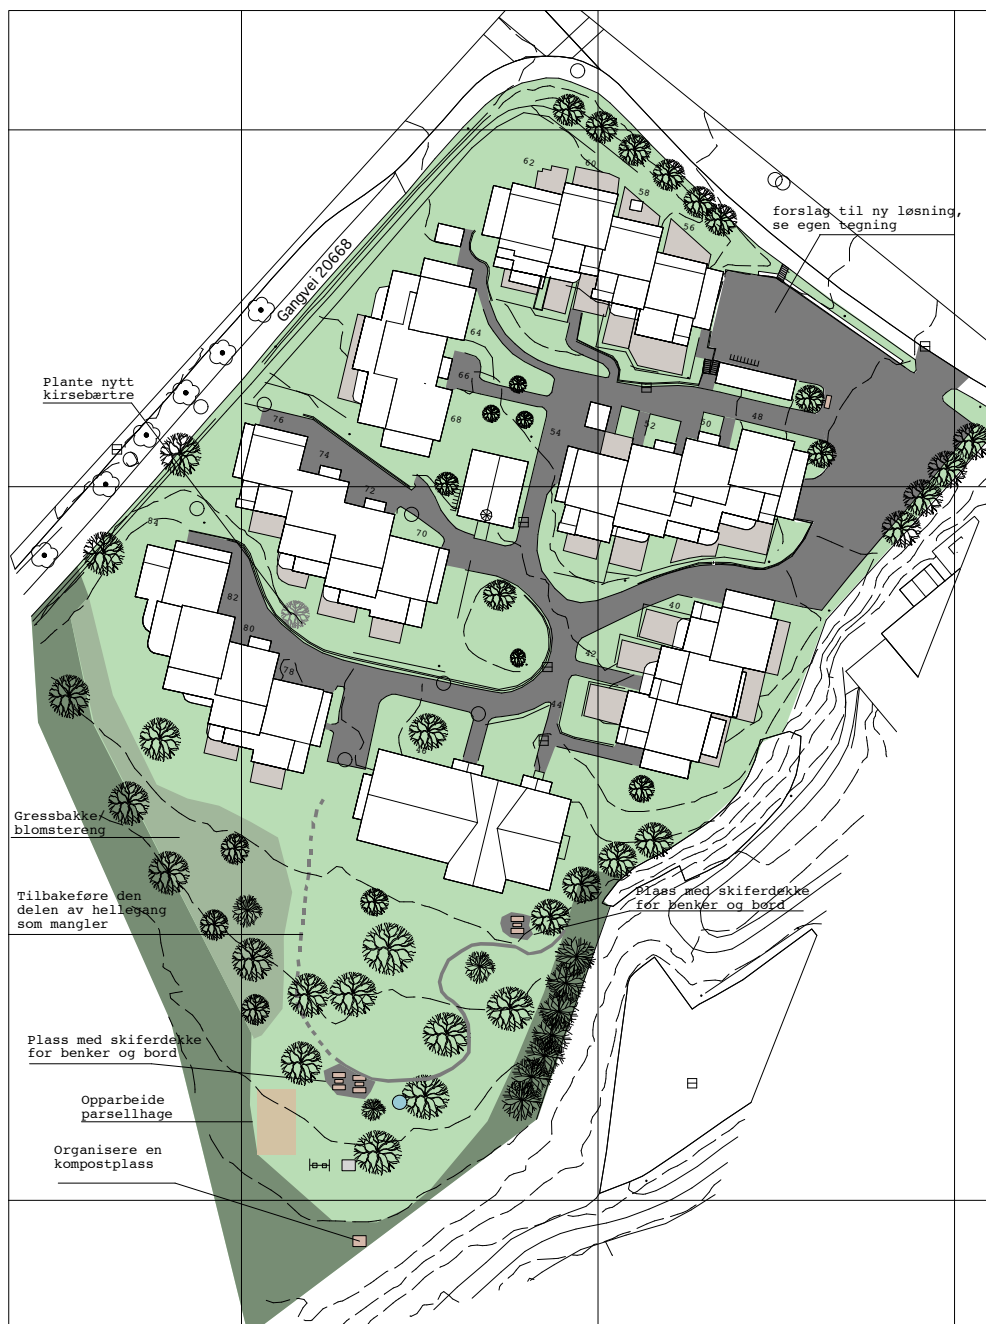 62
60
58
56
forslag til ny løsning,
se egen tegning
Gangvei 20668
64
66
68
Plante nytt
kirsebærtre
76
74
72
70
54
52
50
48
84
82
80
78
40
42
44
46
Gressbakke/
blomstereng
Tilbakeføre den
delen av hellegang
som mangler
Plass med skiferdekke
for benker og bord
Plass med skiferdekke
for benker og bord
Opparbeide
parsellhage
Organisere en
kompostplass